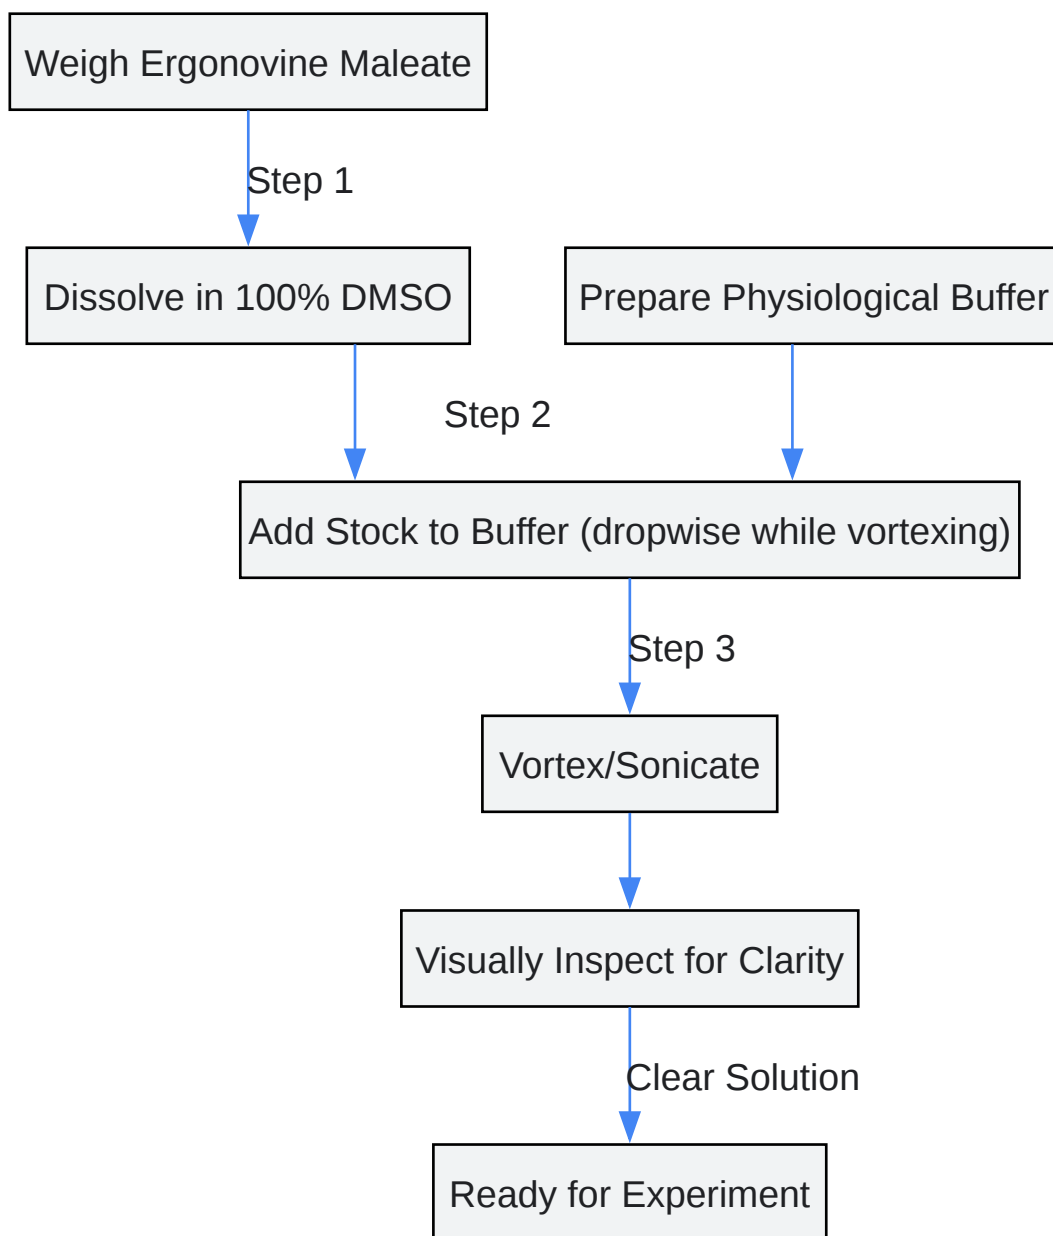 Weigh Ergonovine Maleate
Step 1
Dissolve in 100% DMSO
Prepare Physiological Buffer
Step 2
Add Stock to Buffer (dropwise while vortexing)
Step 3
Vortex/Sonicate
Visually Inspect for Clarity
Clear Solution
Ready for Experiment